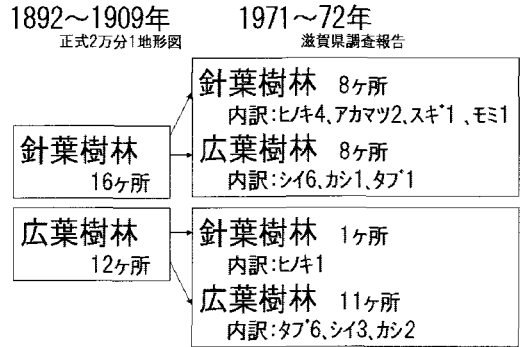 1892～1909年
正式2万分1地形図
1971～72年
滋賀県調査報告
針葉樹林
16ヶ所
針葉樹林 8ヶ所
内訳:ヒノキ4、アカマツ2、スギ1、モミ1
広葉樹林 8ヶ所
内訳:シイ6、カシ1、タブ1
広葉樹林
12ヶ所
針葉樹林 1ヶ所
内訳:ヒノキ1
広葉樹林 11ヶ所
内訳:タブ6、シイ3、カシ2